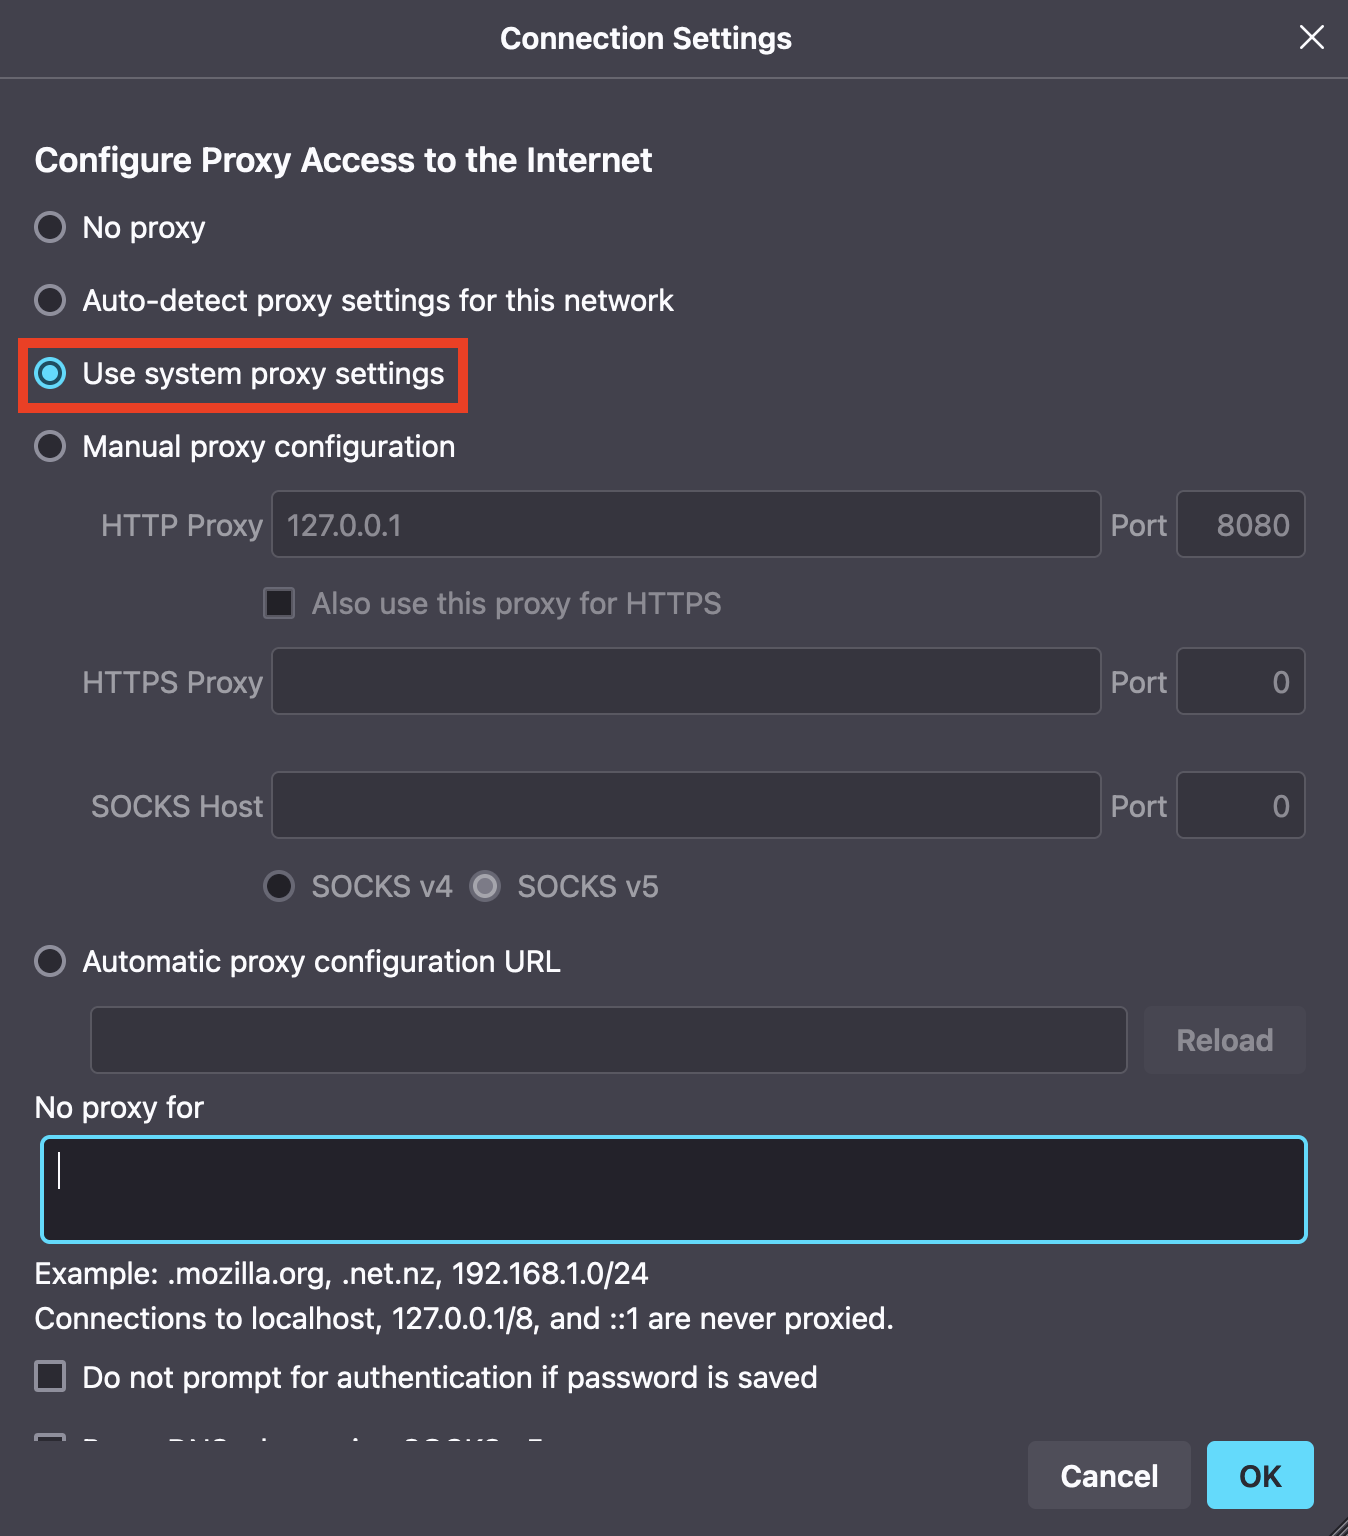 Connection Settings
Configure Proxy Access to the Internet
No proxy
Auto-detect proxy settings for this network
Use system proxy settings
Manual proxy configuration
HTTP Proxy 127.0.0.1 Port 8080
Also use this proxy for HTTPS
HTTPS Proxy Port 0
SOCKS Host Port 0
SOCKS v4 SOCKS v5
Automatic proxy configuration URL
Reload
No proxy for
Example: .mozilla.org, .net.nz, 192.168.1.0/24
Connections to localhost, 127.0.0.1/8, and ::1 are never proxied.
Do not prompt for authentication if password is saved
Cancel OK